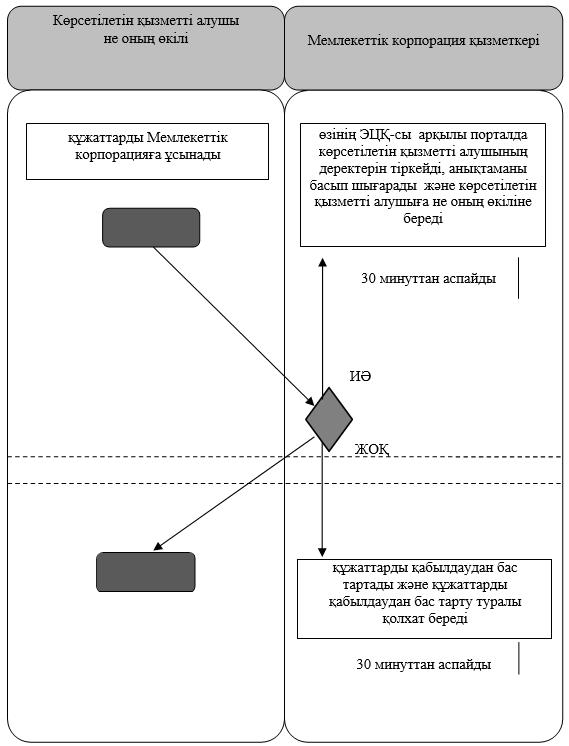 Көрсетілетін қызметті алушы
не оның өкілі
Мемлекеттік корпорация қызметкері
құжаттарды Мемлекеттік
корпорацияға ұсынады
өзінің ЭЦҚ-сы арқылы порталда
көрсетілетін қызметті алушының
деректерін тіркейді, анықтаманы
басып шығарады және көрсетілетін
қызметті алушыға не оның өкіліне
береді
30 минуттан аспайды
ИӘ
ЖОҚ
құжаттарды қабылдаудан бас
тартады және құжаттарды
қабылдаудан бас тарту туралы
қолхат береді
30 минуттан аспайды